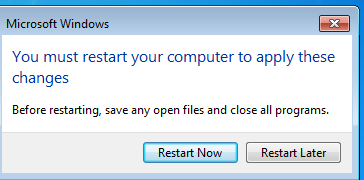 Microsoft Windows
You must restart your computer to apply these
changes
Before restarting, save any open files and close all programs.
Restart Now
Restart Later